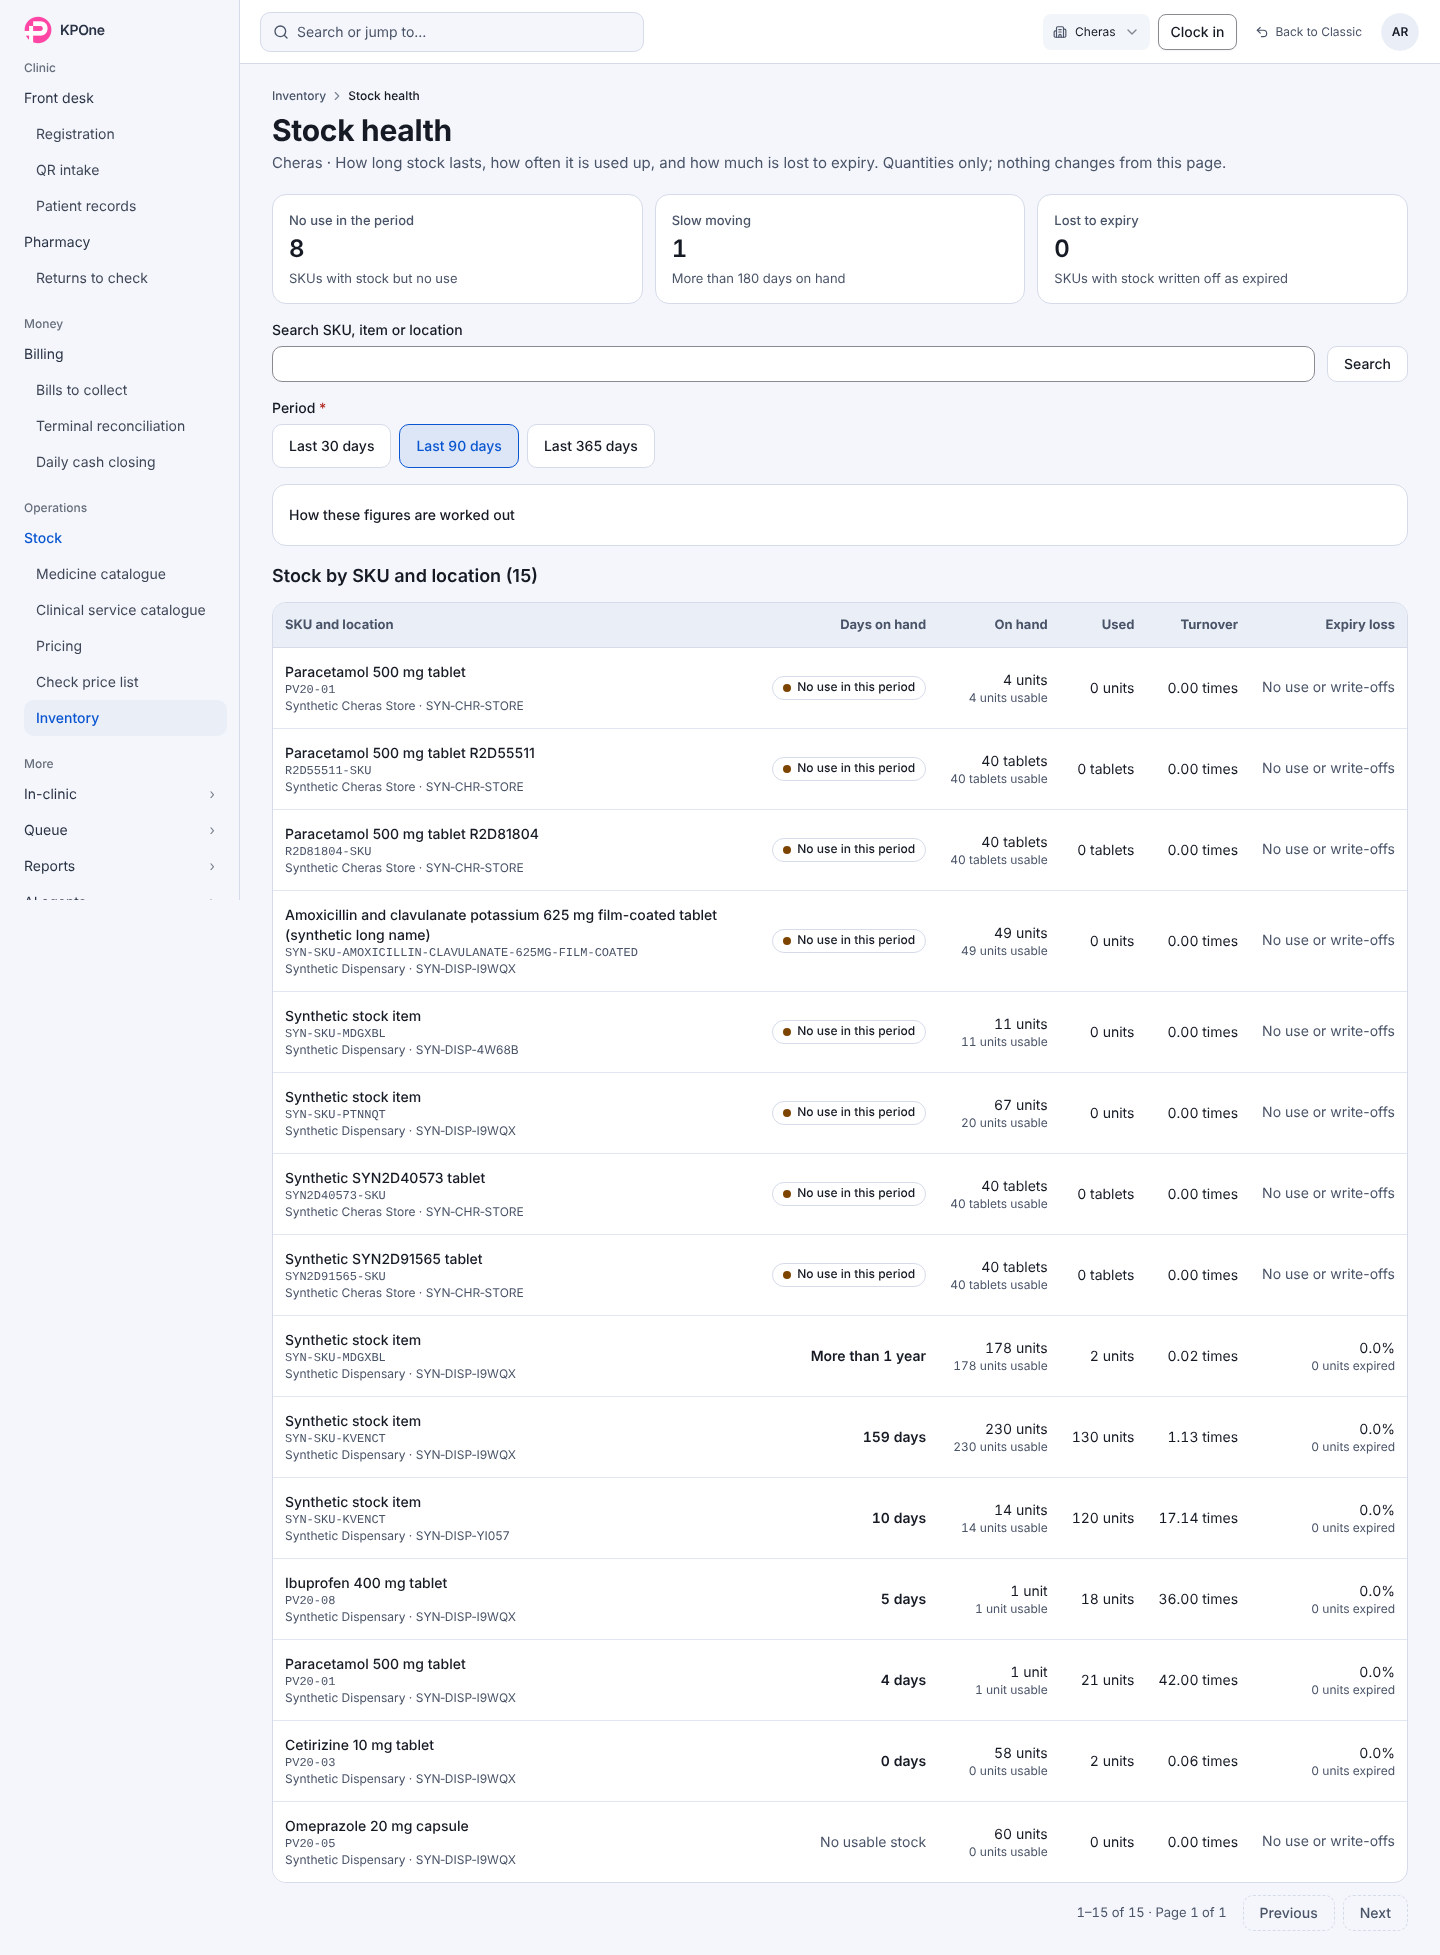 KPOne
Search or jump to...
Cheras
Clock in
Back to Classic
AR
Clinic
Front desk
Registration
QR intake
Patient records
Pharmacy
Returns to check
Money
Billing
Bills to collect
Terminal reconciliation
Daily cash closing
Operations
Stock
Medicine catalogue
Clinical service catalogue
Pricing
Check price list
Inventory
More
In-clinic
Queue
Reports
Inventory > Stock health
Stock health
Cheras · How long stock lasts, how often it is used up, and how much is lost to expiry. Quantities only; nothing changes from this page.
No use in the period
8
SKUs with stock but no use
Slow moving
1
More than 180 days on hand
Lost to expiry
0
SKUs with stock written off as expired
Search SKU, item or location
Search
Period *
Last 30 days
Last 90 days
Last 365 days
How these figures are worked out
Stock by SKU and location (15)
SKU and location Days on hand On hand Used Turnover Expiry loss
Paracetamol 500 mg tablet
PV20-01
Synthetic Cheras Store · SYN-CHR-STORE
No use in this period
4 units
4 units usable
0 units
0.00 times
No use or write-offs
Paracetamol 500 mg tablet R2D55511
R2D55511-SKU
Synthetic Cheras Store · SYN-CHR-STORE
No use in this period
40 tablets
40 tablets usable
0 tablets
0.00 times
No use or write-offs
Paracetamol 500 mg tablet R2D81804
R2D81804-SKU
Synthetic Cheras Store · SYN-CHR-STORE
No use in this period
40 tablets
40 tablets usable
0 tablets
0.00 times
No use or write-offs
Amoxicillin and clavulanate potassium 625 mg film-coated tablet
(synthetic long name)
SYN-SKU-AMOXICILLIN-CLAVULANATE-625MG-FILM-COATED
Synthetic Dispensary · SYN-DISP-I9WQX
No use in this period
49 units
49 units usable
0 units
0.00 times
No use or write-offs
Synthetic stock item
SYN-SKU-MDGXBL
Synthetic Dispensary · SYN-DISP-4W68B
No use in this period
11 units
11 units usable
0 units
0.00 times
No use or write-offs
Synthetic stock item
SYN-SKU-PTNNQT
Synthetic Dispensary · SYN-DISP-I9WQX
No use in this period
67 units
20 units usable
0 units
0.00 times
No use or write-offs
Synthetic SYN2D40573 tablet
SYN2D40573-SKU
Synthetic Cheras Store · SYN-CHR-STORE
No use in this period
40 tablets
40 tablets usable
0 tablets
0.00 times
No use or write-offs
Synthetic SYN2D91565 tablet
SYN2D91565-SKU
Synthetic Cheras Store · SYN-CHR-STORE
No use in this period
40 tablets
40 tablets usable
0 tablets
0.00 times
No use or write-offs
Synthetic stock item
SYN-SKU-MDGXBL
Synthetic Dispensary · SYN-DISP-I9WQX
More than 1 year
178 units
178 units usable
2 units
0.02 times
0.0%
0 units expired
Synthetic stock item
SYN-SKU-KVENCT
Synthetic Dispensary · SYN-DISP-I9WQX
159 days
230 units
230 units usable
130 units
1.13 times
0.0%
0 units expired
Synthetic stock item
SYN-SKU-KVENCT
Synthetic Dispensary · SYN-DISP-YI057
10 days
14 units
14 units usable
120 units
17.14 times
0.0%
0 units expired
Ibuprofen 400 mg tablet
PV20-08
Synthetic Dispensary · SYN-DISP-I9WQX
5 days
1 unit
1 unit usable
18 units
36.00 times
0.0%
0 units expired
Paracetamol 500 mg tablet
PV20-01
Synthetic Dispensary · SYN-DISP-I9WQX
4 days
1 unit
1 unit usable
21 units
42.00 times
0.0%
0 units expired
Cetirizine 10 mg tablet
PV20-03
Synthetic Dispensary · SYN-DISP-I9WQX
0 days
58 units
0 units usable
2 units
0.06 times
0.0%
0 units expired
Omeprazole 20 mg capsule
PV20-05
Synthetic Dispensary · SYN-DISP-I9WQX
No usable stock
60 units
0 units usable
0 units
0.00 times
No use or write-offs
1–15 of 15 · Page 1 of 1
Previous
Next